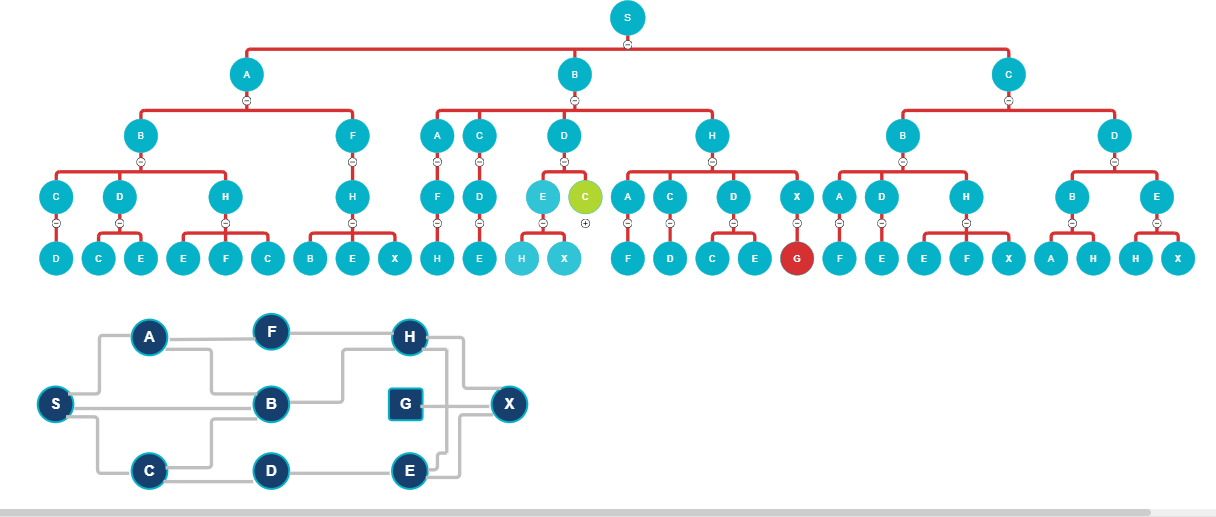 S
A B C
B F A C D H B D
C D H H F D E C A C D X A D H B E
D C E E F C B E X H E H X F D C E G F E E F X A H H X
A F H
S B G X
C D E